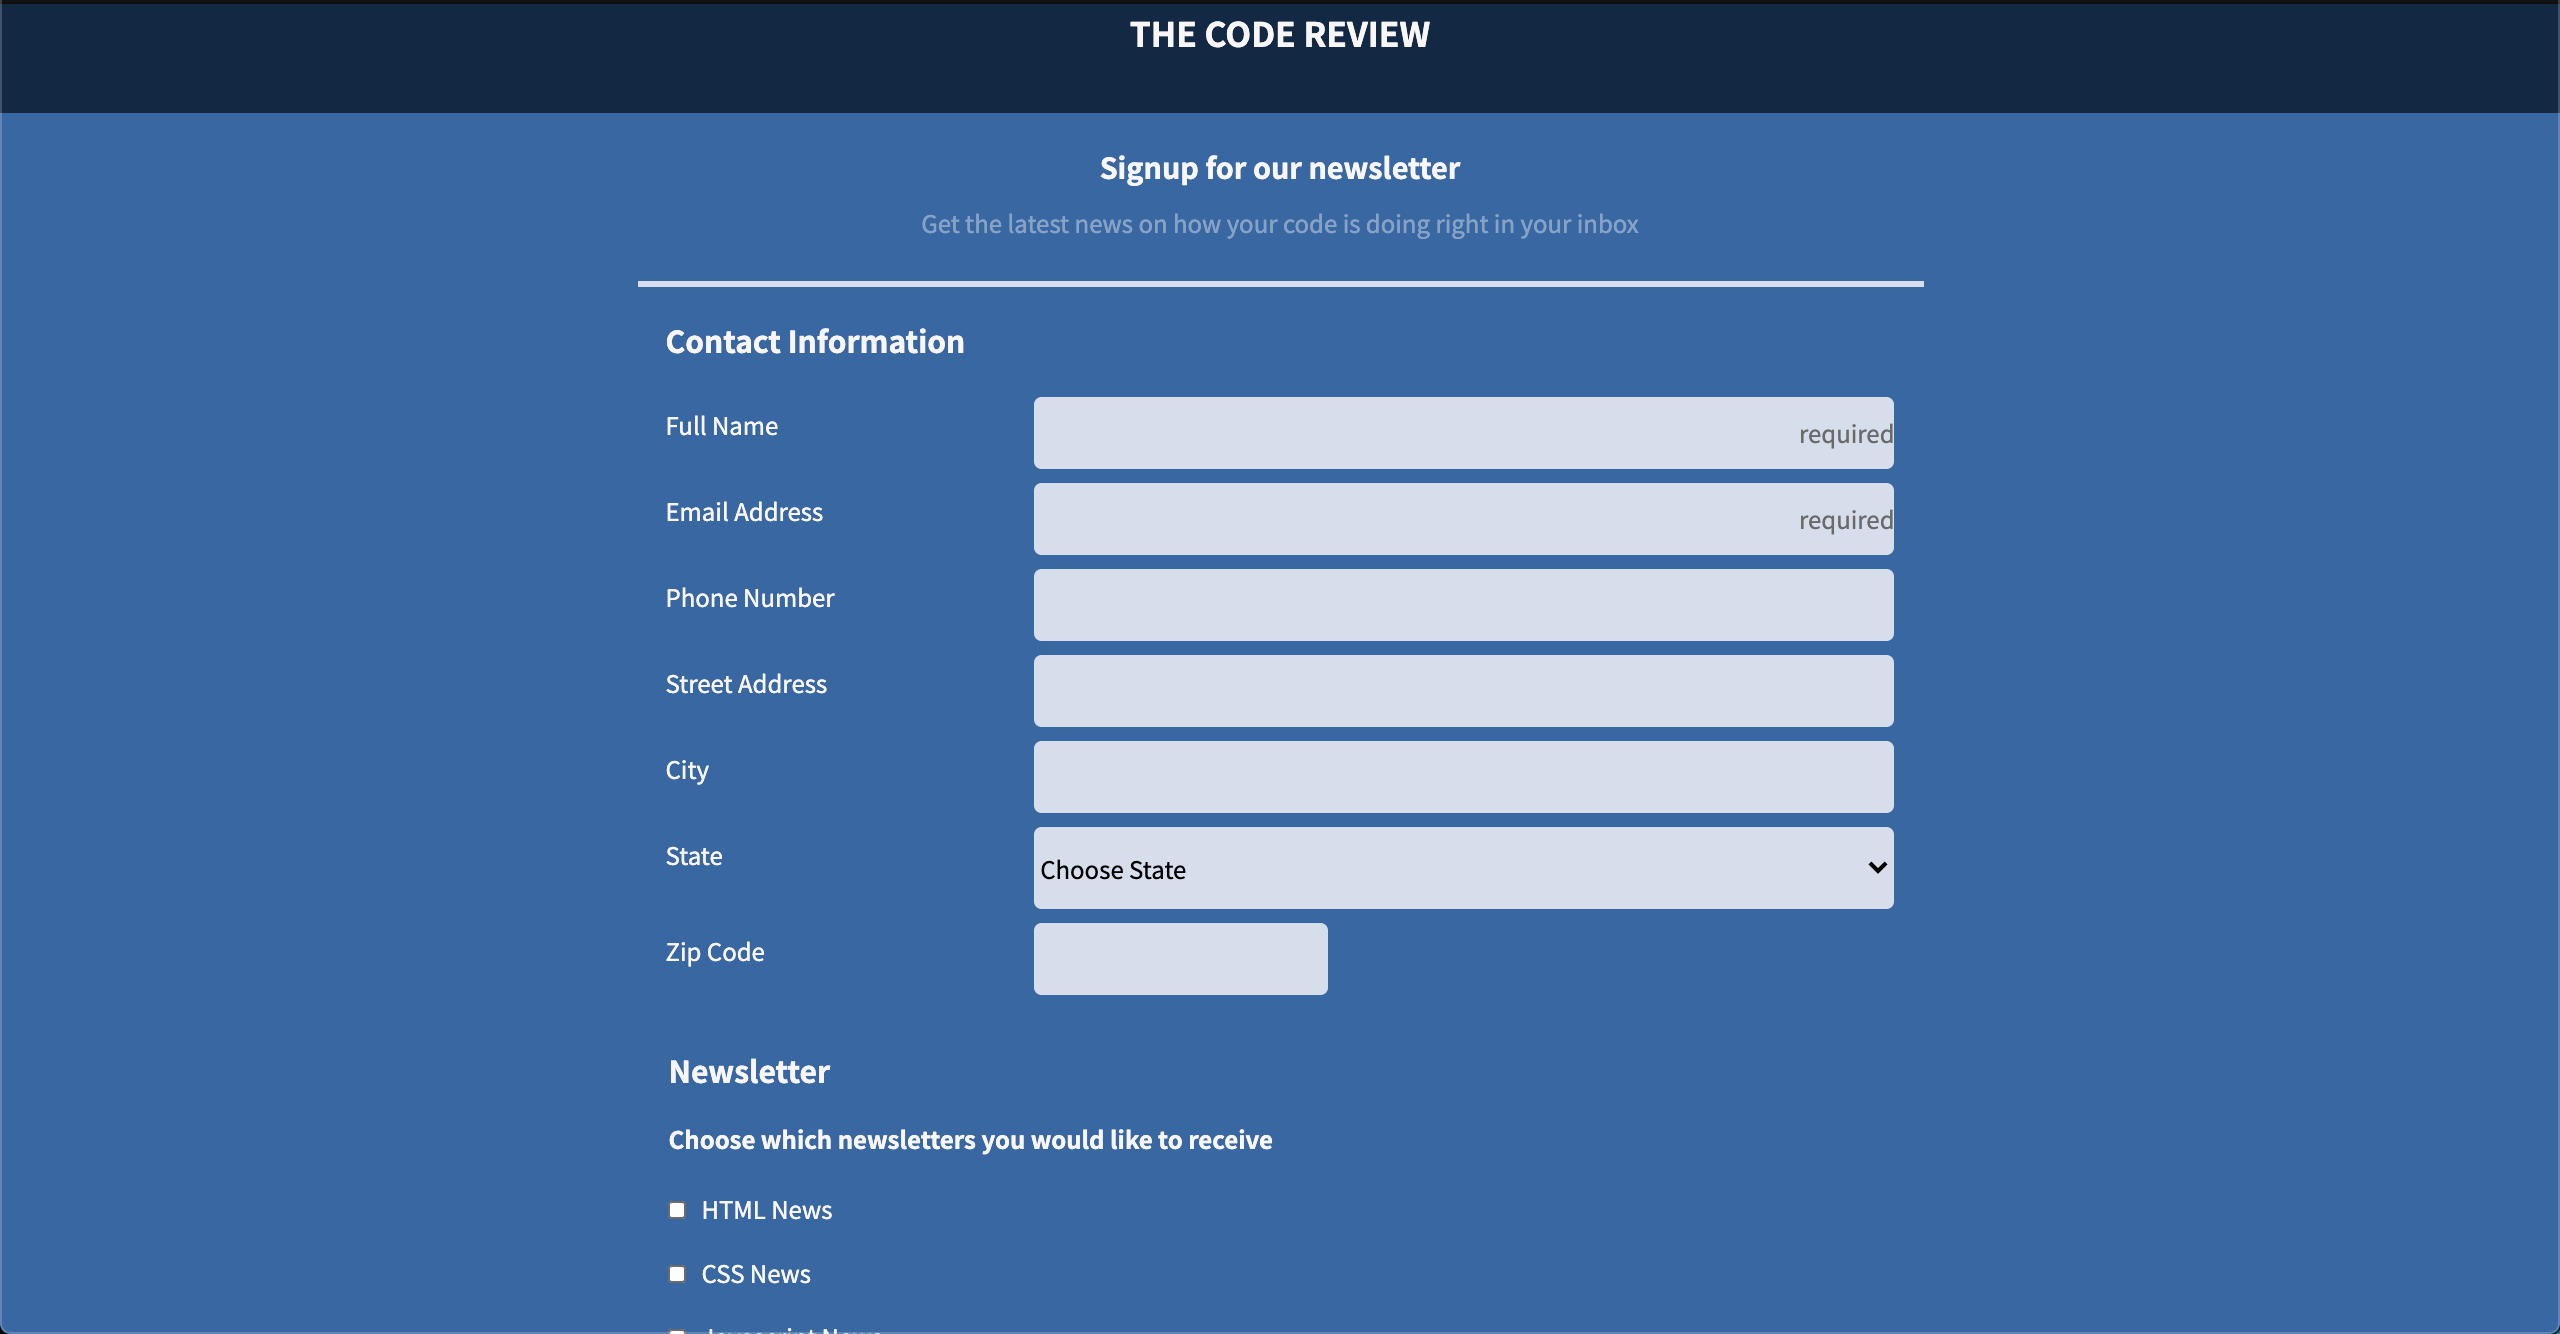 THE CODE REVIEW
Signup for our newsletter
Get the latest news on how your code is doing right in your inbox
Contact Information
Full Name
required
Email Address
required
Phone Number
Street Address
City
State
Choose State
Zip Code
Newsletter
Choose which newsletters you would like to receive
HTML News
CSS News
Javascript News